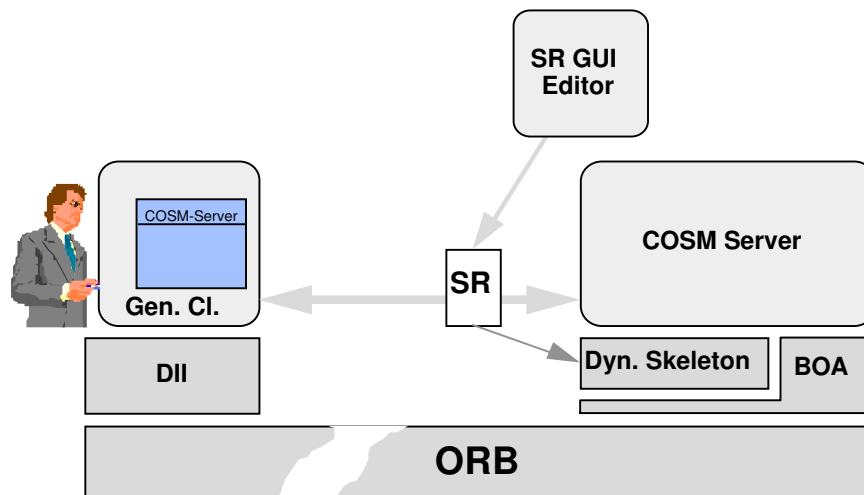 SR GUI
Editor
COSM-Server
Gen. Cl.
SR
COSM Server
DII
Dyn. Skeleton
BOA
ORB